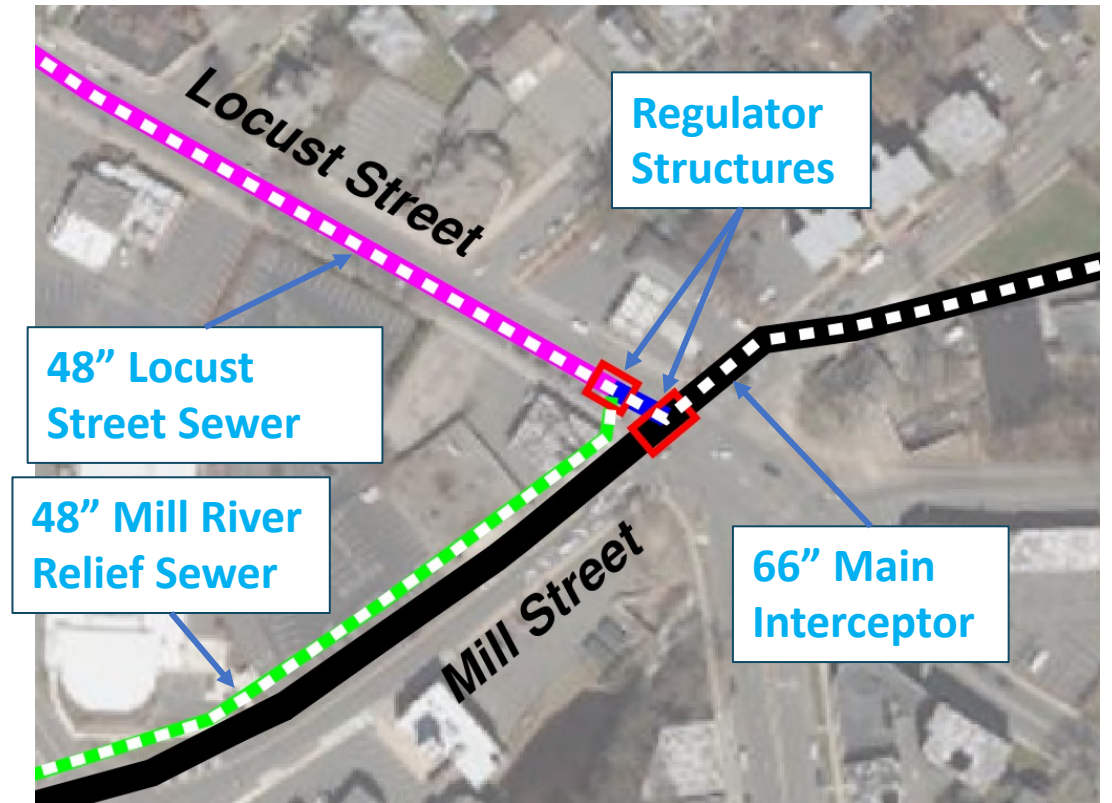 Locust Street
Regulator
Structures
48” Locust
Street Sewer
48” Mill River
Relief Sewer
Mill Street
66” Main
Interceptor